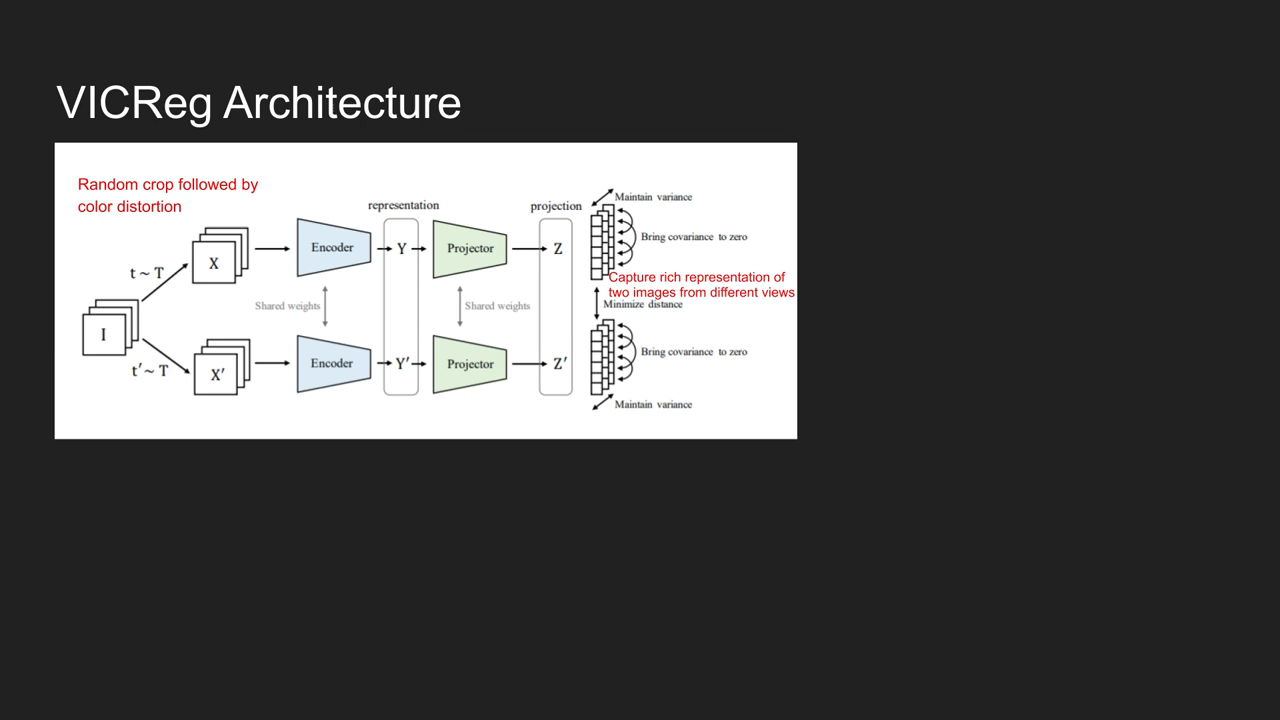 VICReg Architecture
Random crop followed by
color distortion
representation
projection
Maintain variance
Bring covariance to zero
t ~ T
X
Encoder
Y
Projector
Z
Capture rich representation of
two images from different views
Shared weights
Shared weights
Minimize distance
I
t′ ~ T
X′
Encoder
Y′
Projector
Z′
Bring covariance to zero
Maintain variance